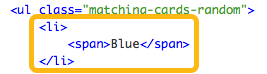 <ul class="matching-cards-random">
<li>
<span>Blue</span>
</li>